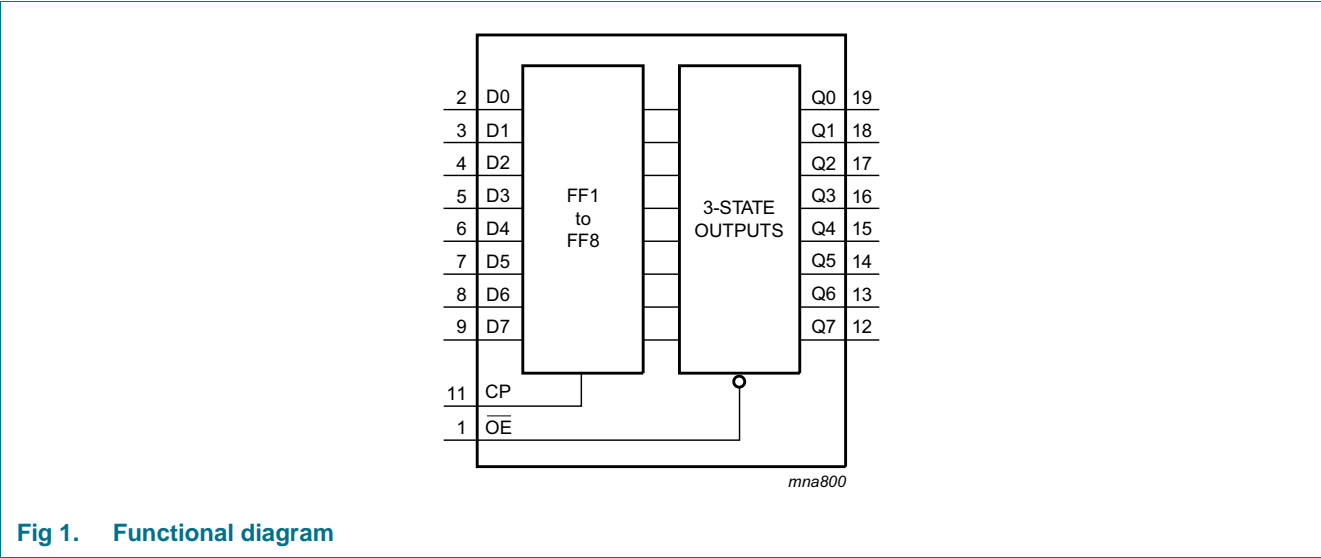 2 D0 Q0 19
3 D1 Q1 18
4 D2 Q2 17
5 D3 Q3 16
6 D4 Q4 15
7 D5 Q5 14
8 D6 Q6 13
9 D7 Q7 12
FF1
to
FF8
3-STATE
OUTPUTS
11 CP
1 O̅E̅
mna800
Fig 1. Functional diagram